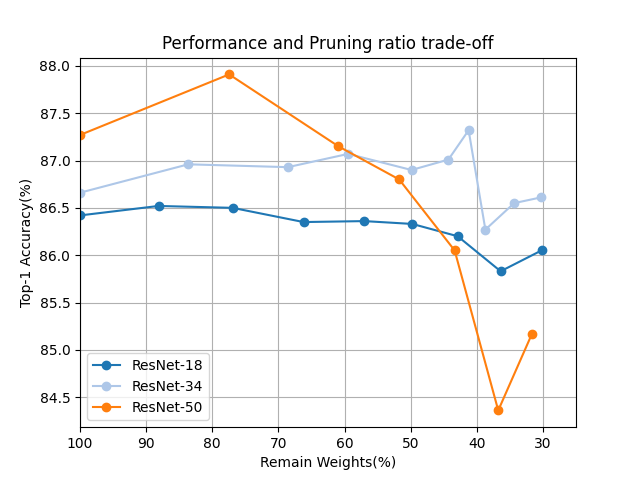 Performance and Pruning ratio trade-off
Top-1 Accuracy(%)
88.0
87.5
87.0
86.5
86.0
85.5
85.0
84.5
ResNet-18
ResNet-34
ResNet-50
100 90 80 70 60 50 40 30
Remain Weights(%)